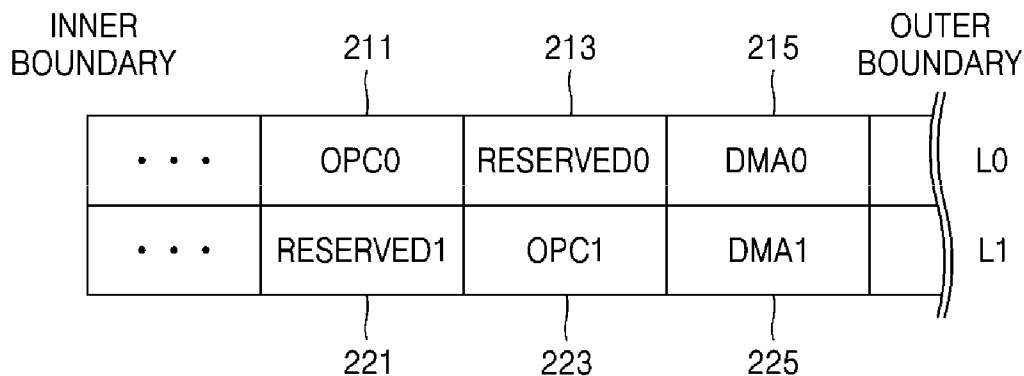 INNER BOUNDARY
211
213
215
OUTER BOUNDARY
• • • OPC0 RESERVED0 DMA0 L0
• • • RESERVED1 OPC1 DMA1 L1
221
223
225